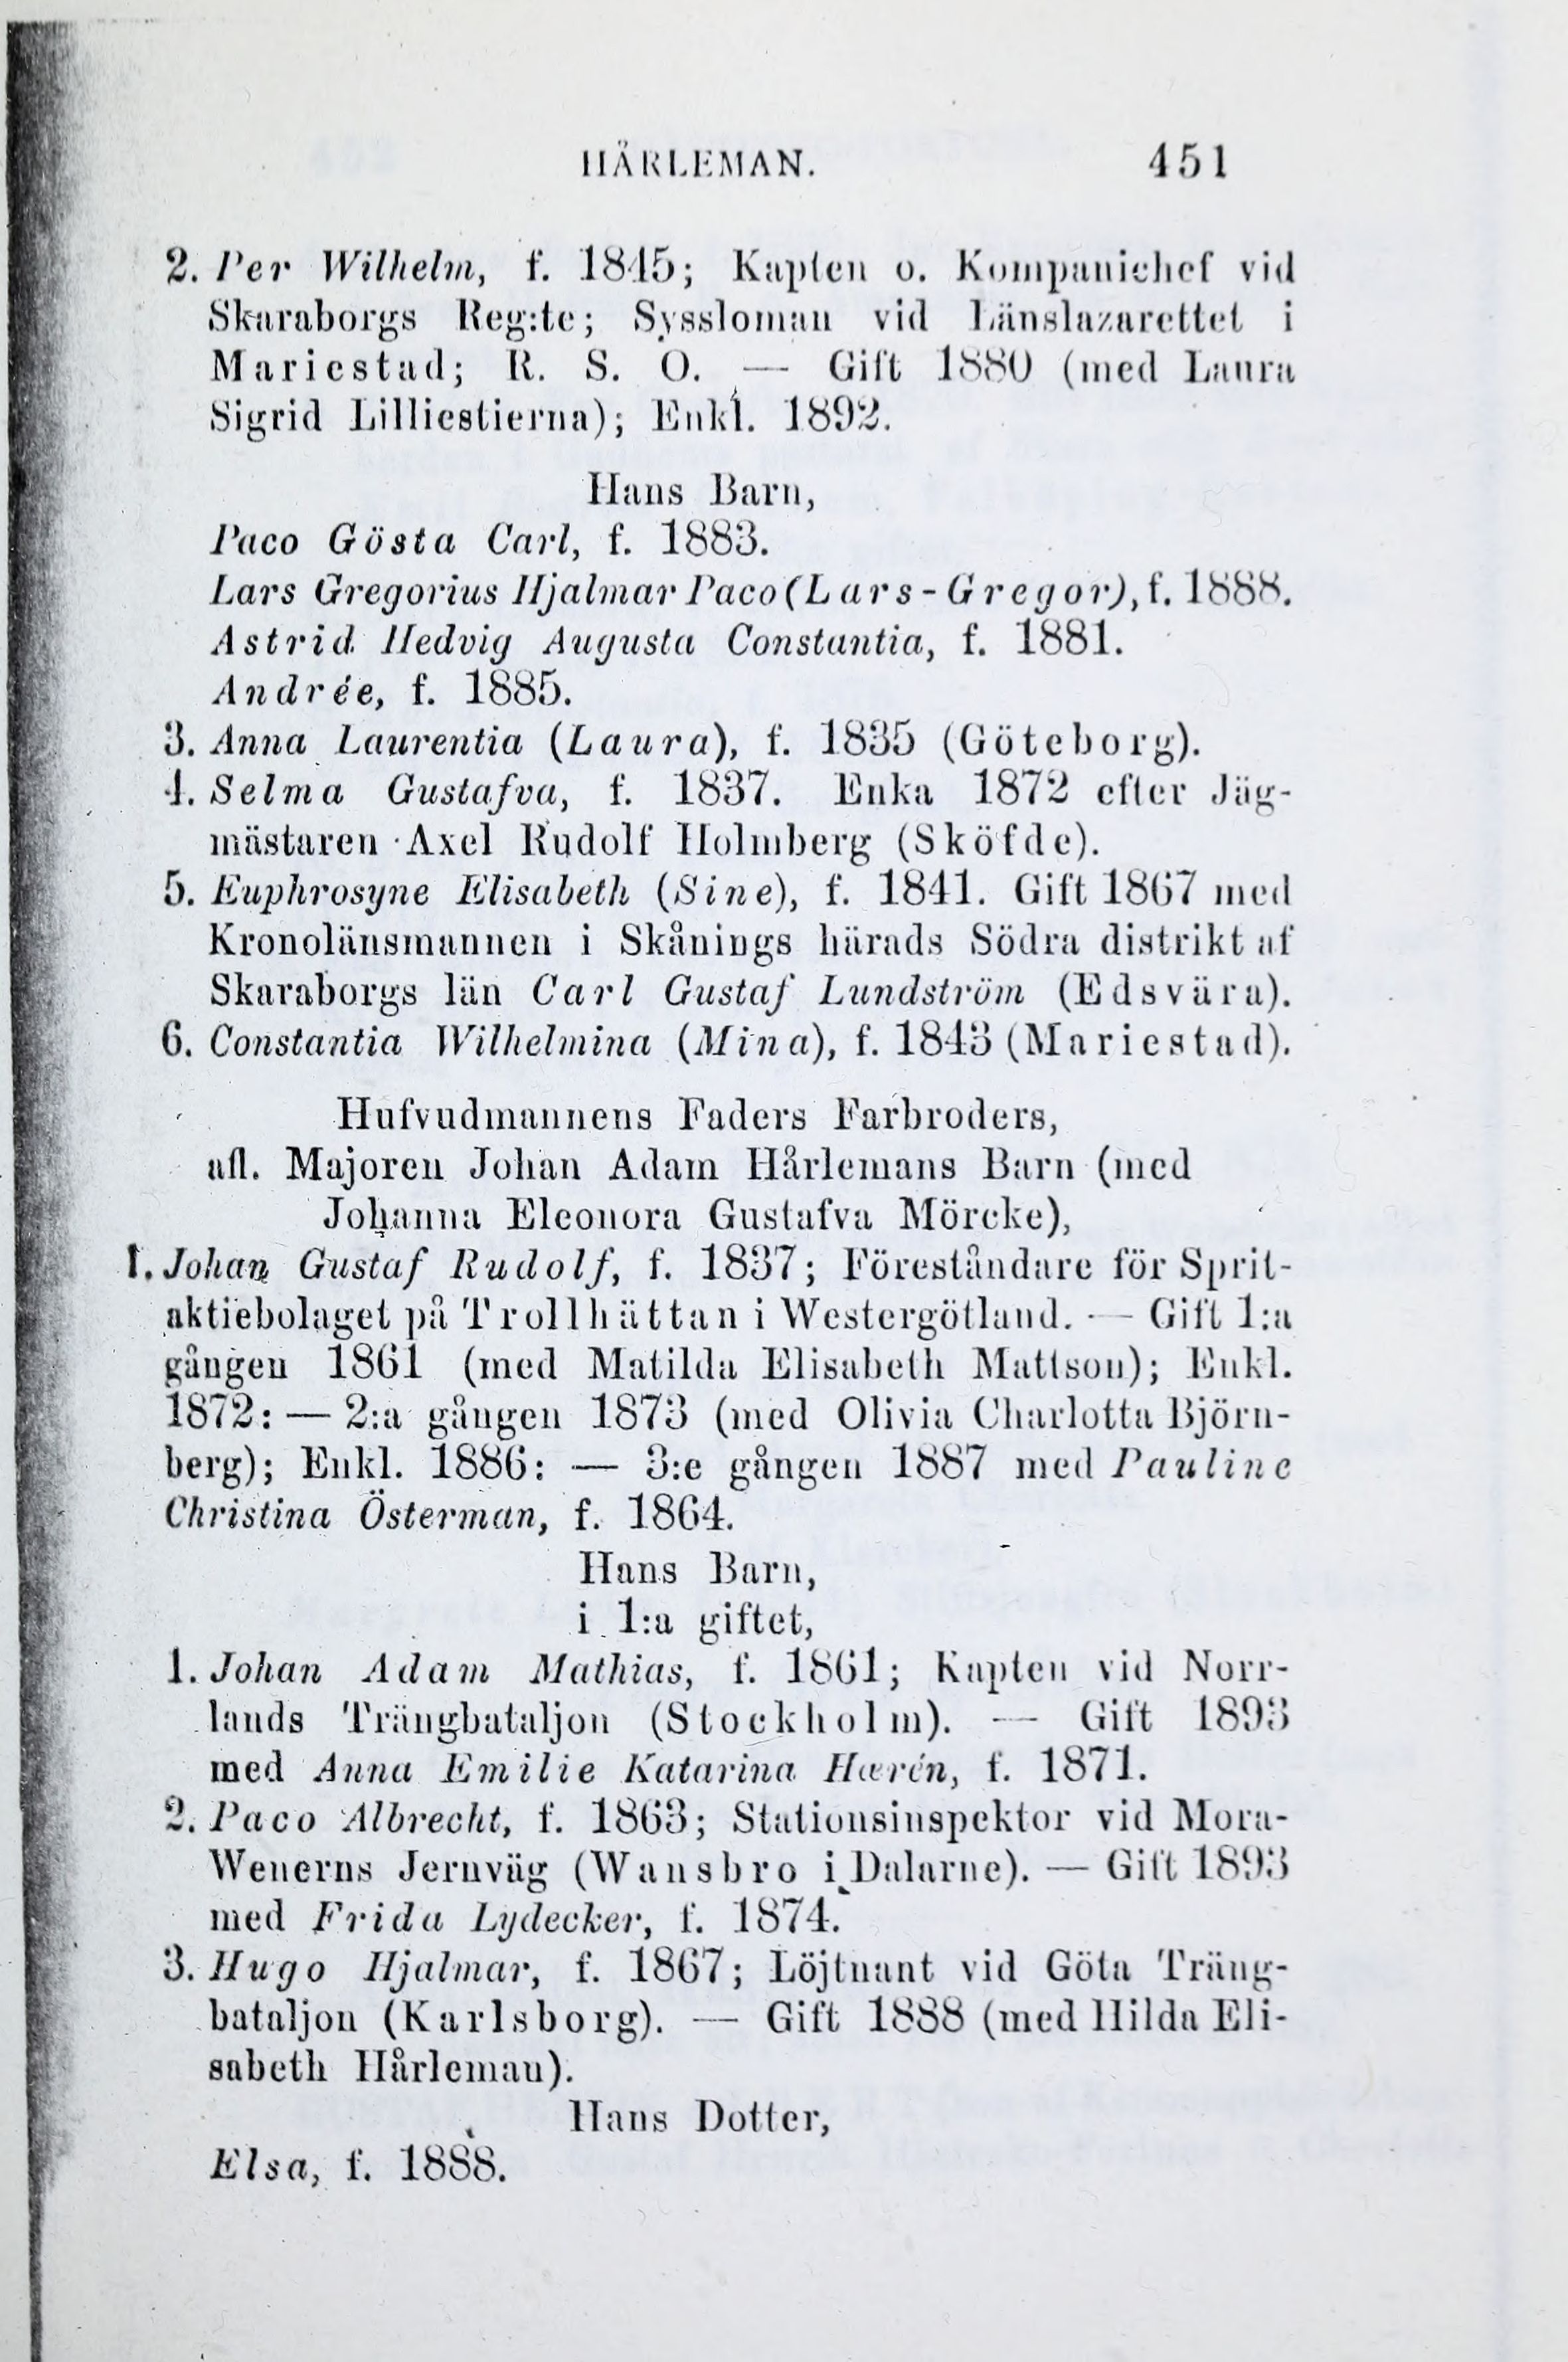 HÅRLEMAN. 451
2. Per Wilhelm, f. 1845; Kapten o. Kompanichef vid
Skaraborgs Reg:te; Syssloman vid Länslazarettet i
Mariestad; R. S. O. — Gift 1880 (med Laura
Sigrid Lilliestierna); Enkl. 1892.
Hans Barn,
Paco Gösta Carl, f. 1883.
Lars Gregorius Hjalmar Paco (Lars-Gregor), f. 1888.
Astrid Hedvig Augusta Constantia, f. 1881.
Andrée, f. 1885.
3. Anna Laurentia (Laura), f. 1835 (Göteborg).
4. Selma Gustafva, f. 1837. Enka 1872 efter Jäg-
mästaren Axel Rudolf Holmberg (Sköfde).
5. Euphrosyne Elisabeth (Sine), f. 1841. Gift 1867 med
Kronolänsmannen i Skånings härads Södra distrikt af
Skaraborgs län Carl Gustaf Lundström (Edsvära).
6. Constantia Wilhelmina (Mina), f. 1843 (Mariestad).
Hufvudmannens Faders Farbroders,
afl. Majoren Johan Adam Hårlemans Barn (med
Johanna Eleonora Gustafva Mörcke),
1. Johan Gustaf Rudolf, f. 1837; Föreståndare för Sprit-
aktiebolaget på Trollhättan i Westergötland. — Gift 1:a
gången 1861 (med Matilda Elisabeth Mattson); Enkl.
1872: — 2:a gången 1873 (med Olivia Charlotta Björn-
berg); Enkl. 1886: — 3:e gången 1887 med Pauline
Christina Österman, f. 1864.
Hans Barn,
i 1:a giftet,
1. Johan Adam Mathias, f. 1861; Kapten vid Norr-
lands Trängbataljon (Stockholm). — Gift 1893
med Anna Emilie Katarina Hærén, f. 1871.
2. Paco Albrecht, f. 1863; Stationsinspektor vid Mora-
Wenerns Jernväg (Wansbro i Dalarne). — Gift 1893
med Frida Lydecker, f. 1874.
3. Hugo Hjalmar, f. 1867; Löjtnant vid Göta Träng-
bataljon (Karlsborg). — Gift 1888 (med Hilda Eli-
sabeth Hårleman).
Hans Dotter,
Elsa, f. 1888.